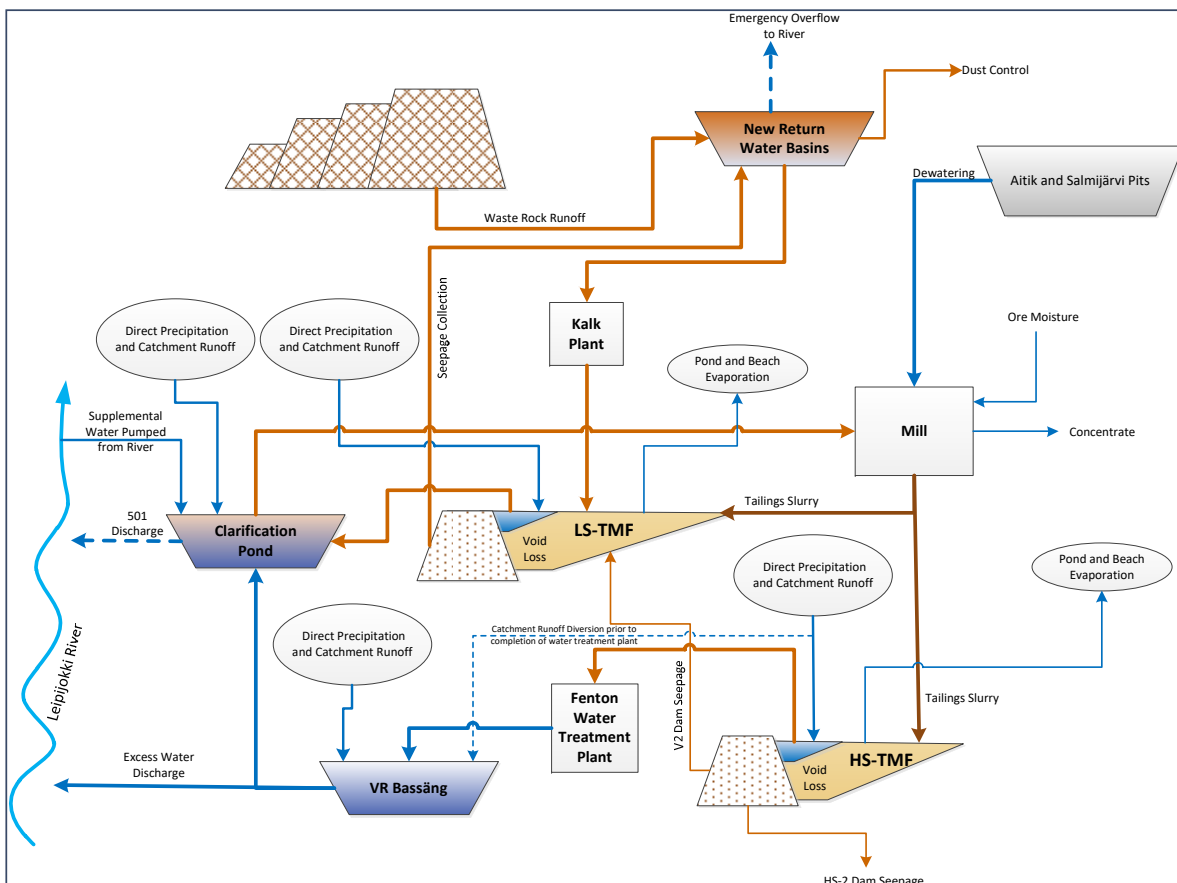 Emergency Overflow
to River
Dust Control
New Return
Water Basins
Dewatering
Aitik and Salmijärvi Pits
Waste Rock Runoff
Seepage Collection
Kalk
Plant
Ore Moisture
Direct Precipitation
and Catchment Runoff
Direct Precipitation
and Catchment Runoff
Pond and Beach
Evaporation
Supplemental
Water Pumped
from River
Mill
Concentrate
Tailings Slurry
501
Discharge
Clarification
Pond
LS-TMF
Void
Loss
Direct Precipitation
and Catchment Runoff
Pond and Beach
Evaporation
Catchment Runoff Diversion prior to
completion of water treatment plant
Direct Precipitation
and Catchment Runoff
Leipijokki River
V2 Dam Seepage
Fenton
Water
Treatment
Plant
Tailings Slurry
Excess Water
Discharge
VR Bassäng
HS-TMF
Void
Loss
HS-2 Dam Seepage